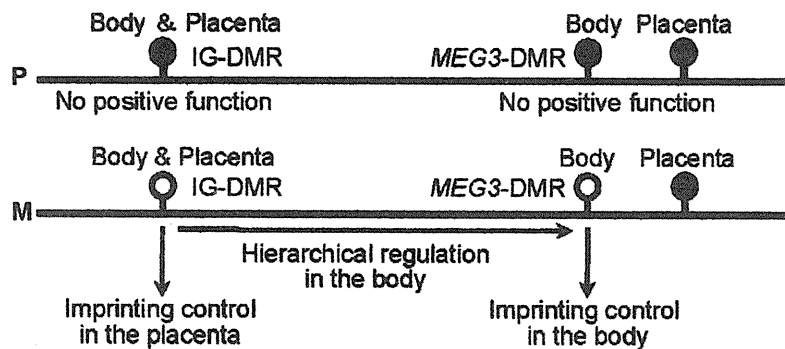 Body & Placenta
Body Placenta
IG-DMR
MEG3-DMR
P
No positive function
No positive function
Body & Placenta
Body
Placenta
IG-DMR
MEG3-DMR
M
Hierarchical regulation
in the body
Imprinting control
in the placenta
Imprinting control
in the body